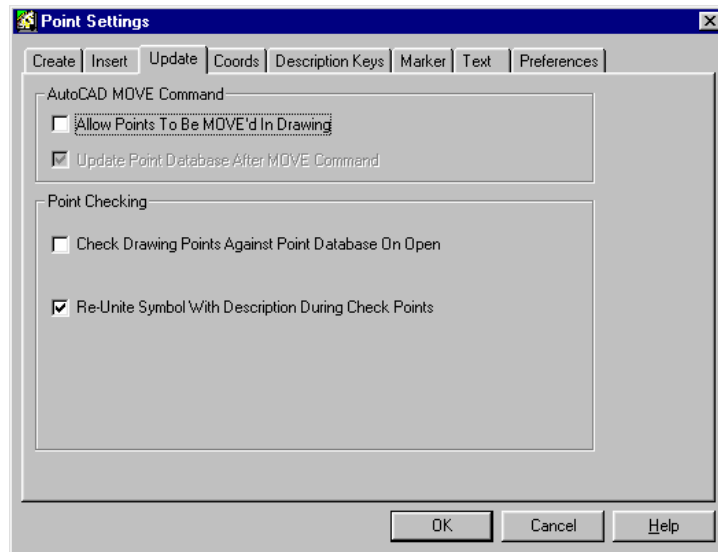 Point Settings
Create Insert Update Coords Description Keys Marker Text Preferences
AutoCAD MOVE Command
Allow Points To Be MOVE'd In Drawing
Update Point Database After MOVE Command
Point Checking
Check Drawing Points Against Point Database On Open
Re-Unite Symbol With Description During Check Points
OK Cancel Help